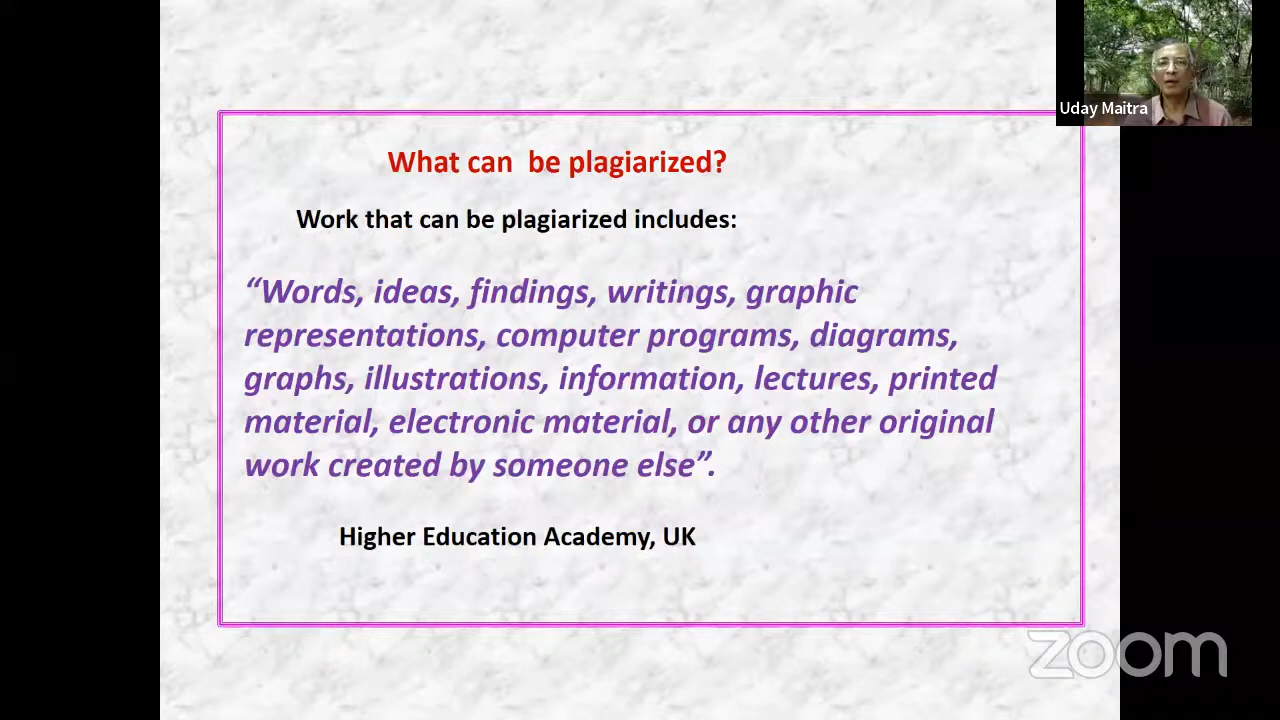 Uday Maitra
What can be plagiarized?
Work that can be plagiarized includes:
“Words, ideas, findings, writings, graphic
representations, computer programs, diagrams,
graphs, illustrations, information, lectures, printed
material, electronic material, or any other original
work created by someone else”.
Higher Education Academy, UK
zoom